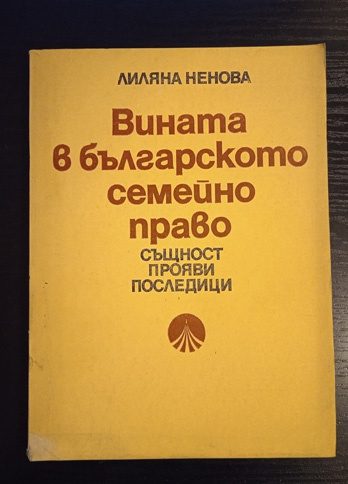 ЛИЛЯНА НЕНОВА
Вината
в българското
семейно
право
СЪЩНОСТ
ПРОЯВИ
ПОСЛЕДИЦИ